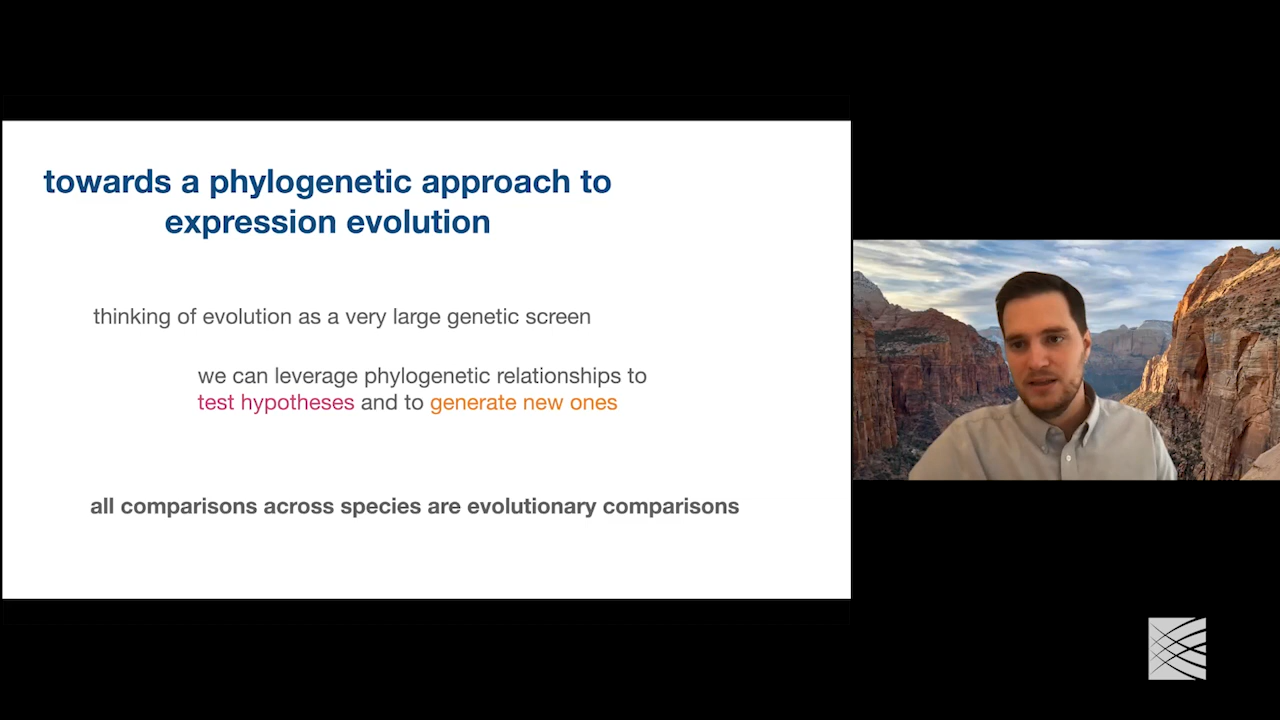 towards a phylogenetic approach to
expression evolution
thinking of evolution as a very large genetic screen
we can leverage phylogenetic relationships to
test hypotheses and to generate new ones
all comparisons across species are evolutionary comparisons